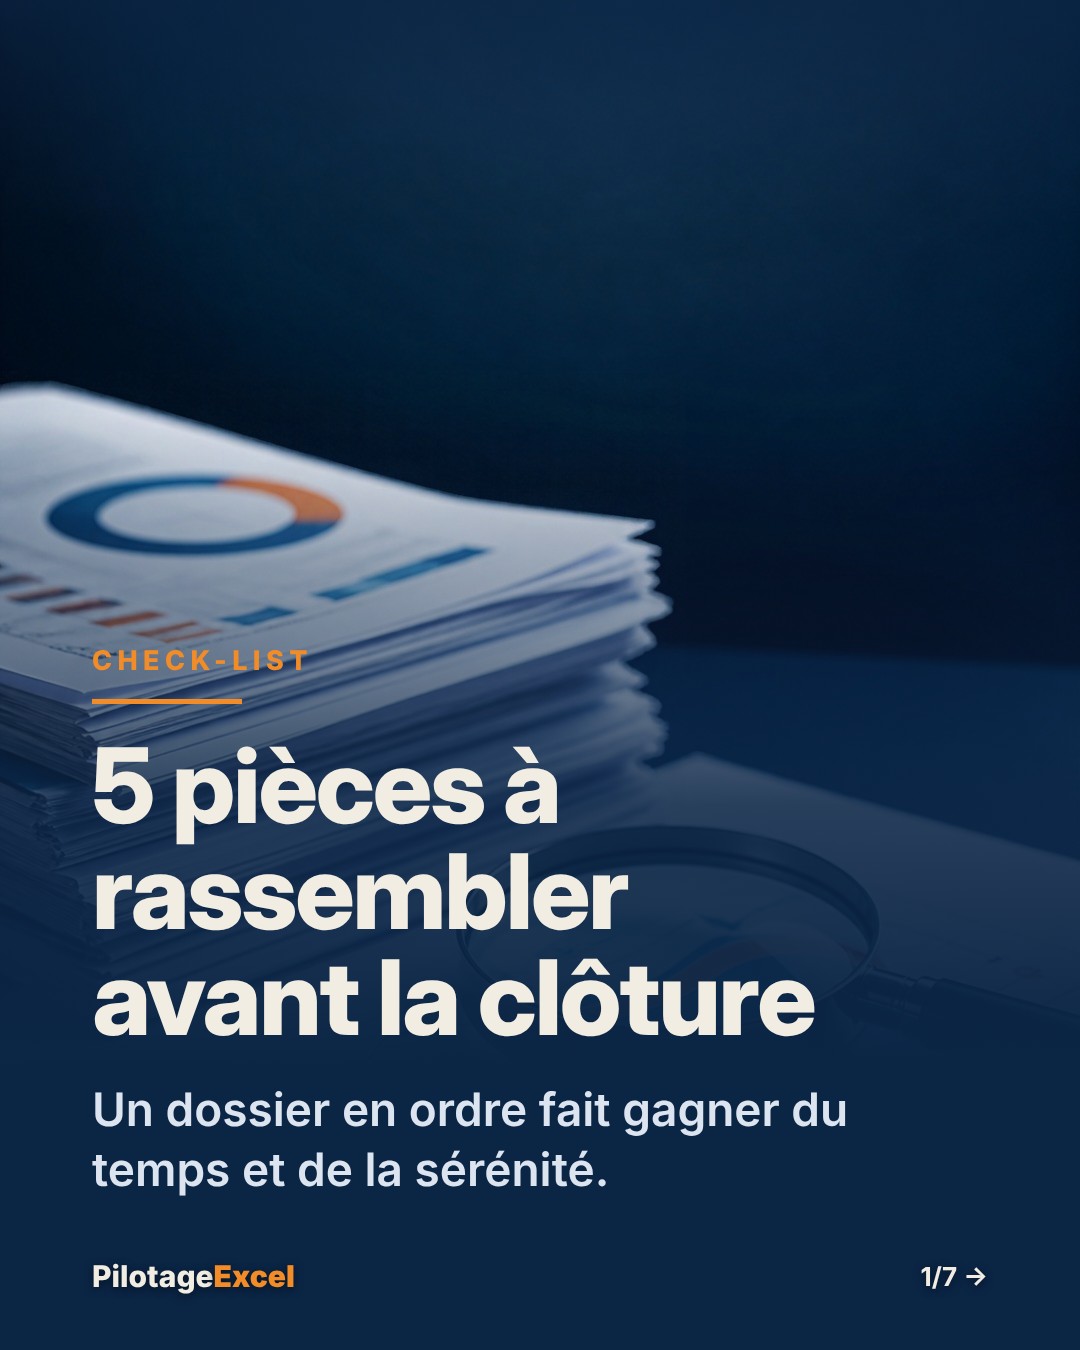 CHECK-LIST
5 pièces à
rassembler
avant la clôture
Un dossier en ordre fait gagner du
temps et de la sérénité.
PilotageExcel
1/7 →